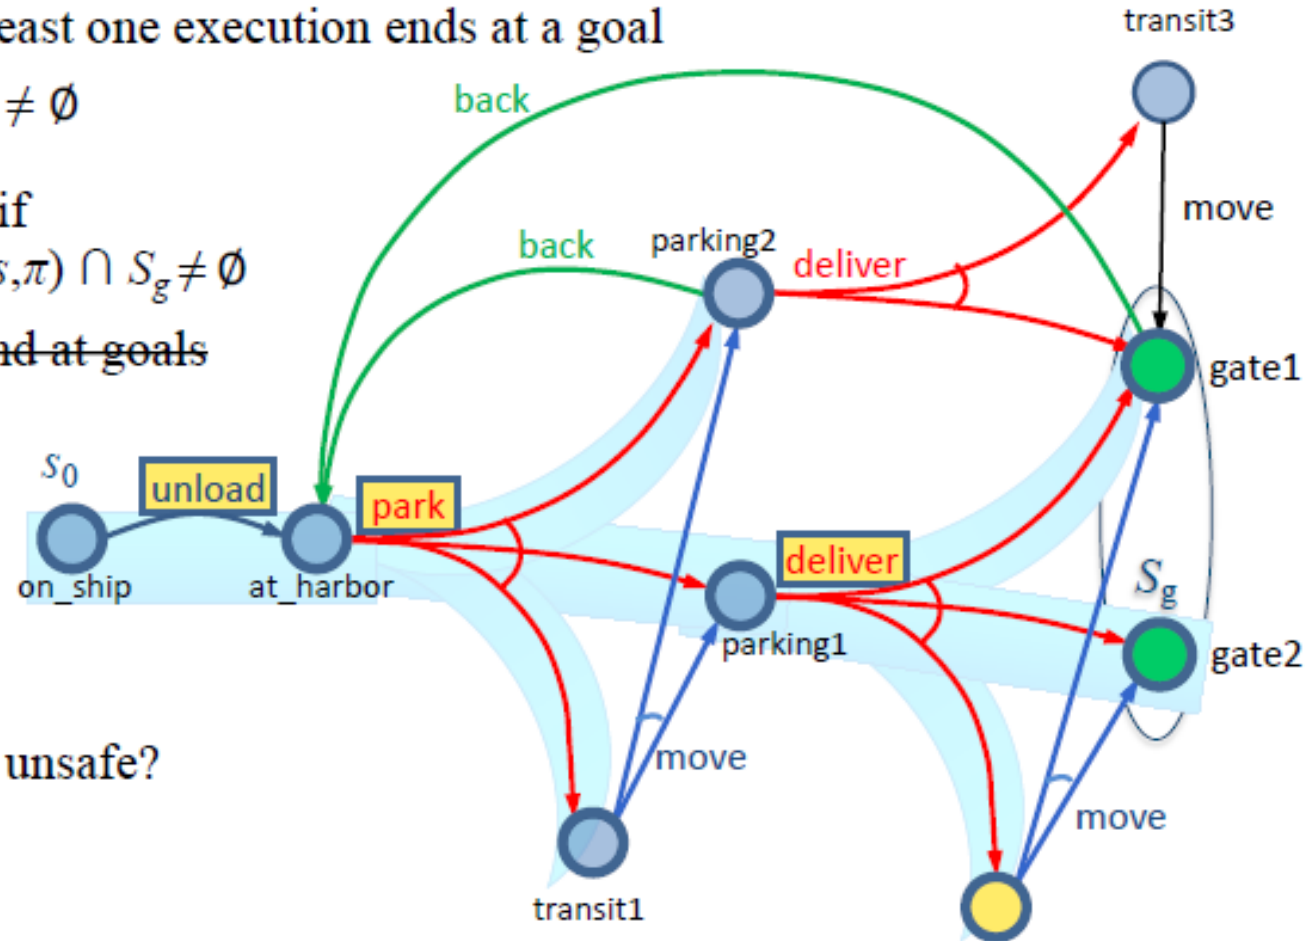 east one execution ends at a goal
≠ ∅
if
s,π) ∩ Sg ≠ ∅
nd at goals
unsafe?
transit3
back
move
back
parking2
deliver
gate1
s0
unload
park
deliver
on_ship
at_harbor
Sg
parking1
gate2
move
move
transit1